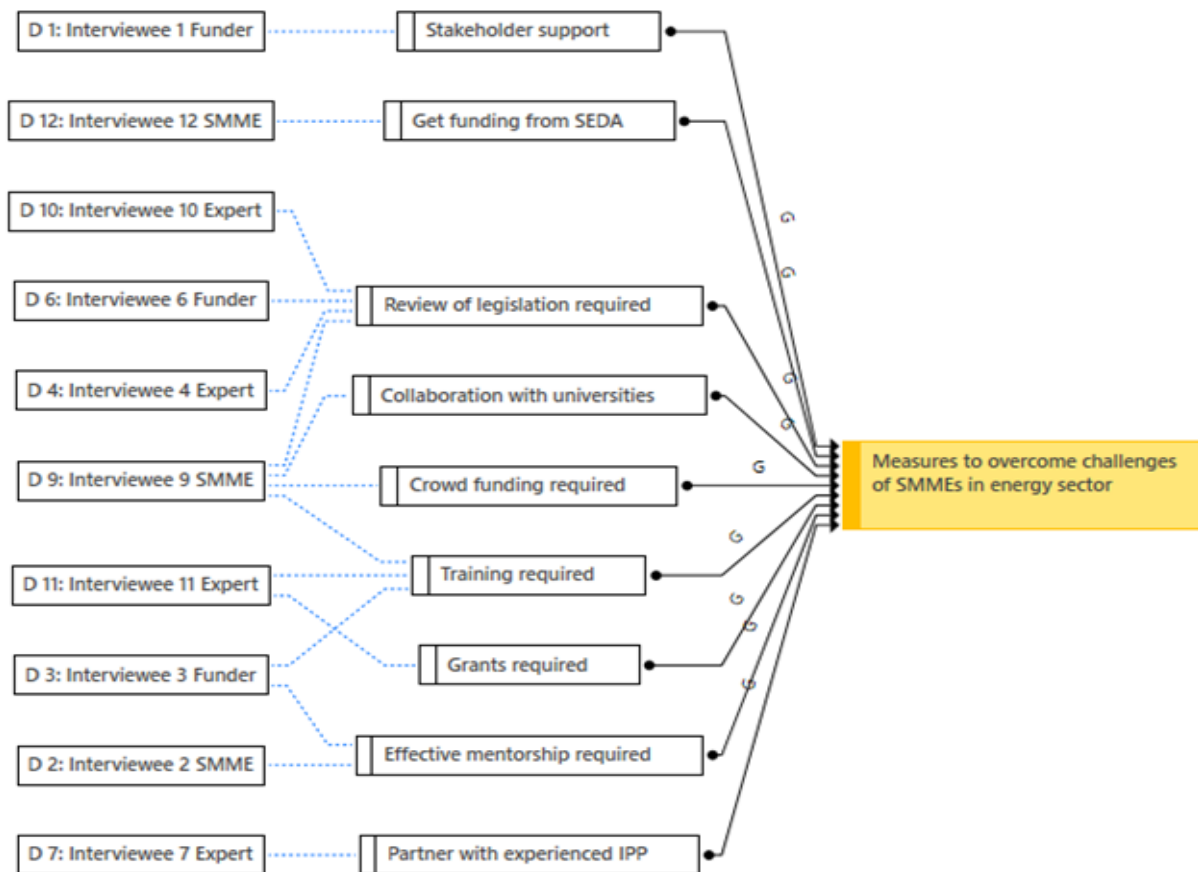 D 1: Interviewee 1 Funder
Stakeholder support
D 12: Interviewee 12 SMME
Get funding from SEDA
D 10: Interviewee 10 Expert
G
G
D 6: Interviewee 6 Funder
Review of legislation required
D 4: Interviewee 4 Expert
Collaboration with universities
G
G
D 9: Interviewee 9 SMME
Crowd funding required
G
Measures to overcome challenges
of SMMEs in energy sector
D 11: Interviewee 11 Expert
Training required
G
G
G
D 3: Interviewee 3 Funder
Grants required
G
D 2: Interviewee 2 SMME
Effective mentorship required
D 7: Interviewee 7 Expert
Partner with experienced IPP